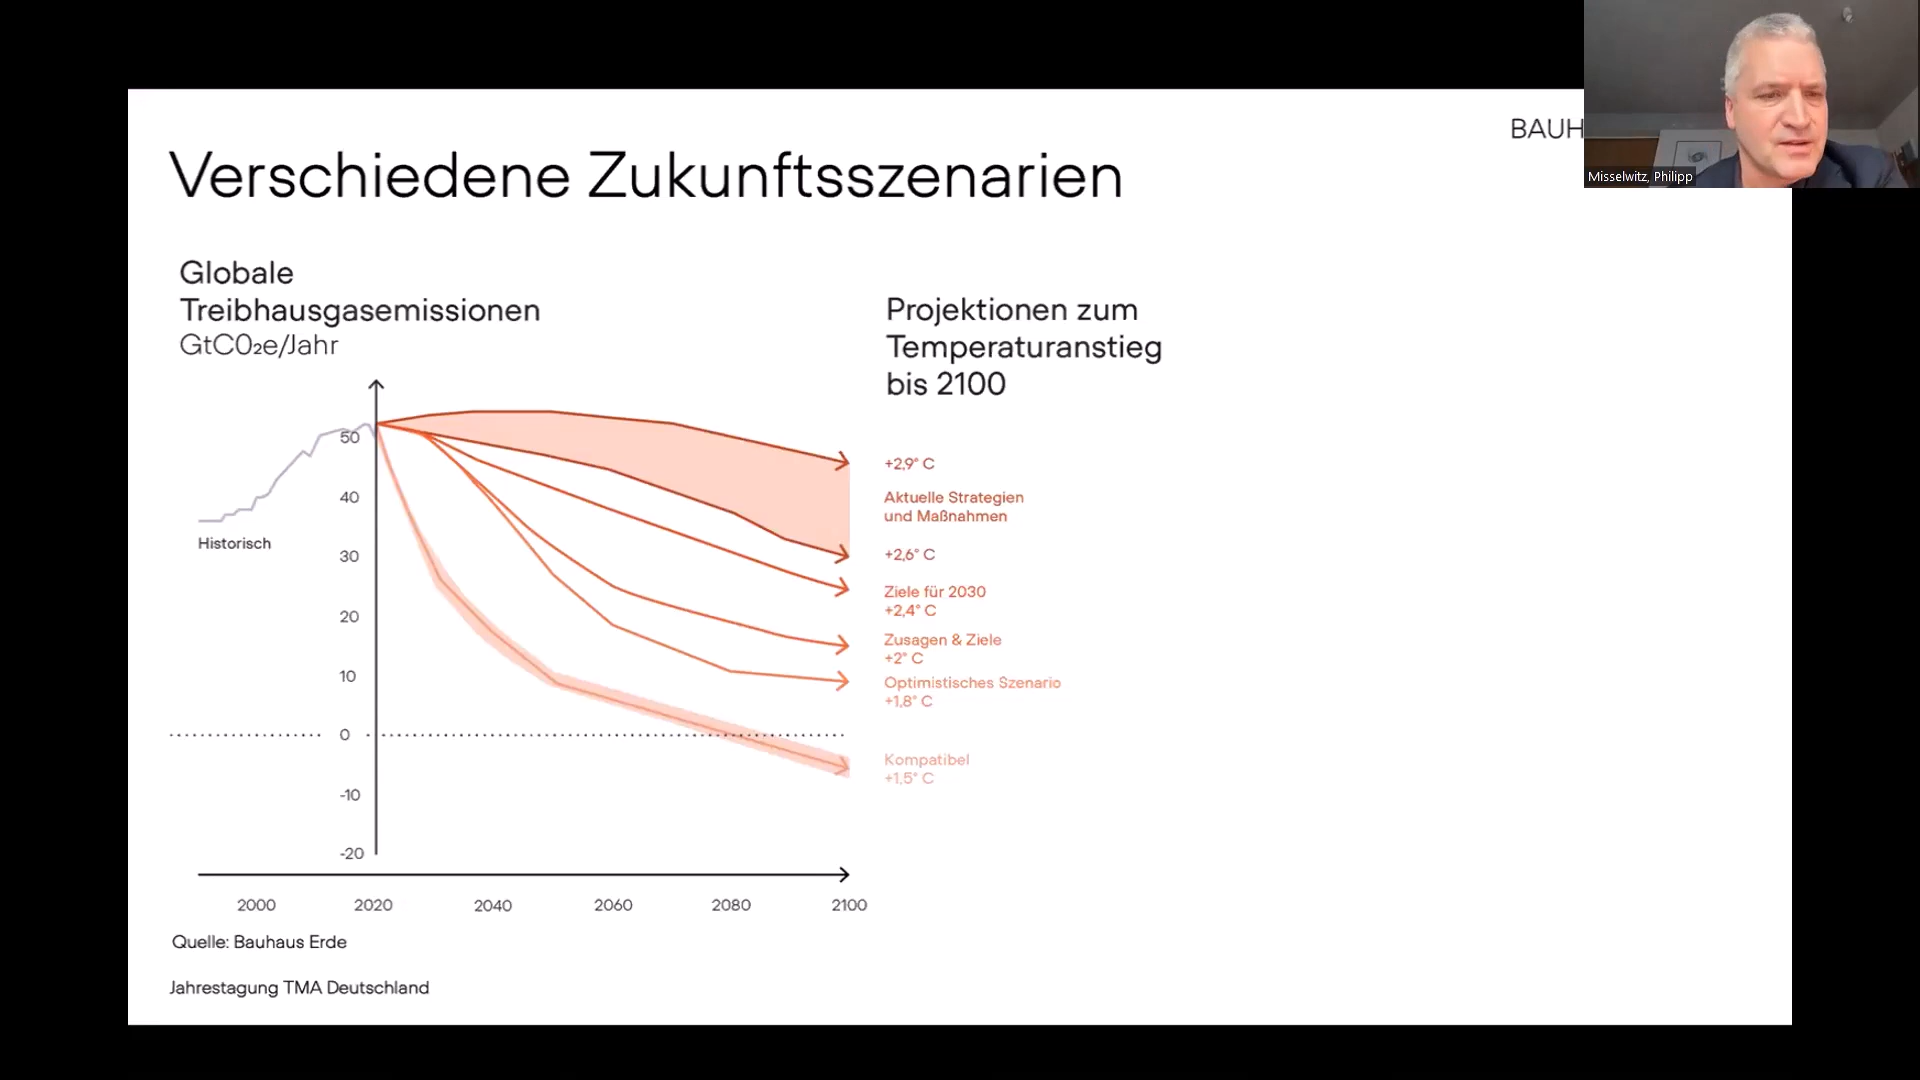 BAUH
Misselwitz, Philipp
Verschiedene Zukunftsszenarien
Globale
Treibhausgasemissionen
GtC0₂e/Jahr
Projektionen zum
Temperaturanstieg
bis 2100
50
40
30
20
10
0
-10
-20
Historisch
+2,9° C
Aktuelle Strategien
und Maßnahmen
+2,6° C
Ziele für 2030
+2,4° C
Zusagen & Ziele
+2° C
Optimistisches Szenario
+1,8° C
Kompatibel
+1,5° C
2000 2020 2040 2060 2080 2100
Quelle: Bauhaus Erde
Jahrestagung TMA Deutschland